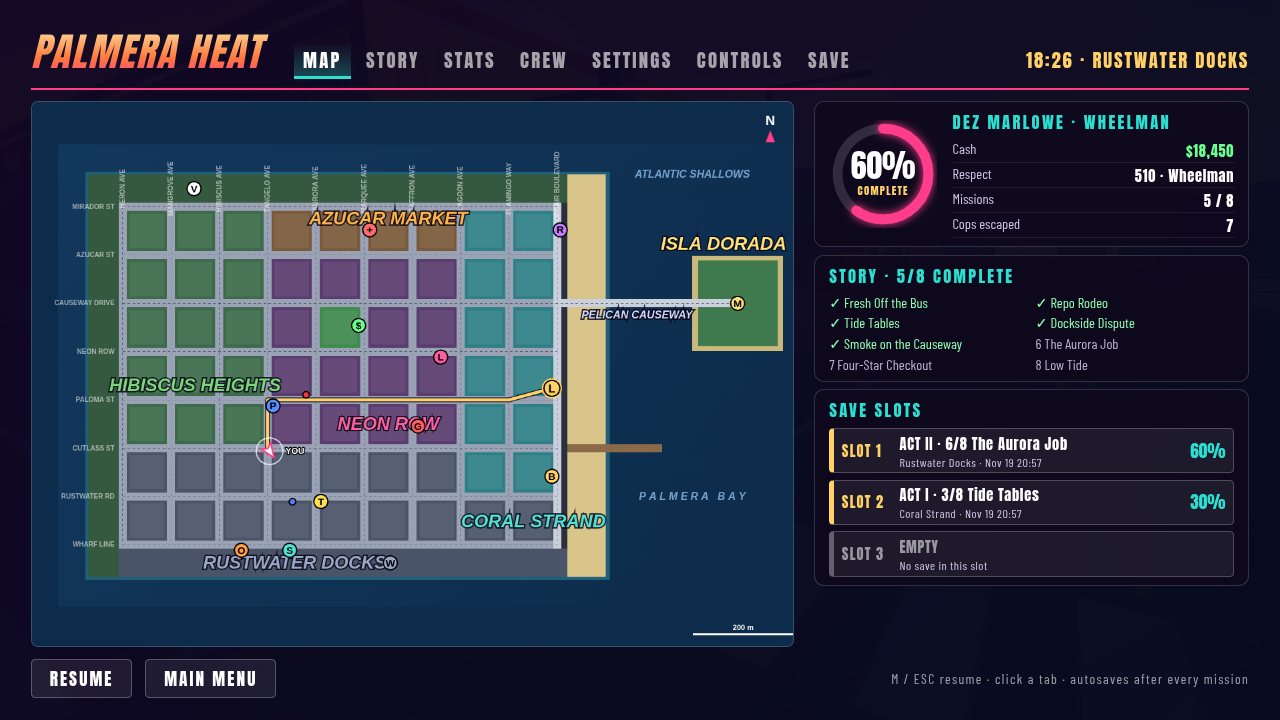 PALMERA HEAT
MAP STORY STATS CREW SETTINGS CONTROLS SAVE
18:26 · RUSTWATER DOCKS
N
MANGROVE AVE
HIBISCUS AVE
FLAMINGO WAY
MIRADOR ST
AZUCAR ST
CAUSEWAY DRIVE
NEON ROW
PALOMA ST
CUTLASS ST
RUSTWATER RD
WHARF LINE
V
AZUCAR MARKET
+
R
ATLANTIC SHALLOWS
ISLA DORADA
M
PELICAN CAUSEWAY
$
L
HIBISCUS HEIGHTS
L
P
NEON ROW
G
YOU
B
T
PALMERA BAY
CORAL STRAND
O
S
RUSTWATER DOCKS
W
200 m
60%
COMPLETE
DEZ MARLOWE · WHEELMAN
Cash $18,450
Respect 510 · Wheelman
Missions 5 / 8
Cops escaped 7
STORY · 5/8 COMPLETE
✓ Fresh Off the Bus ✓ Repo Rodeo
✓ Tide Tables ✓ Dockside Dispute
✓ Smoke on the Causeway 6 The Aurora Job
7 Four-Star Checkout 8 Low Tide
SAVE SLOTS
SLOT 1 ACT II · 6/8 The Aurora Job 60%
Rustwater Docks · Nov 19 20:57
SLOT 2 ACT I · 3/8 Tide Tables 30%
Coral Strand · Nov 19 20:57
SLOT 3 EMPTY
No save in this slot
RESUME MAIN MENU
M / ESC resume · click a tab · autosaves after every mission